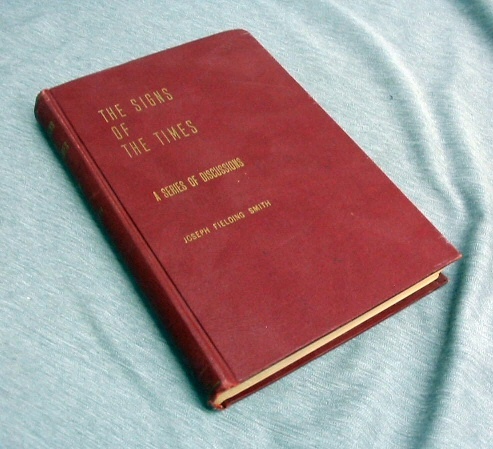 THE SIGNS
OF
THE TIMES
A SERIES OF DISCUSSIONS
JOSEPH FIELDING SMITH